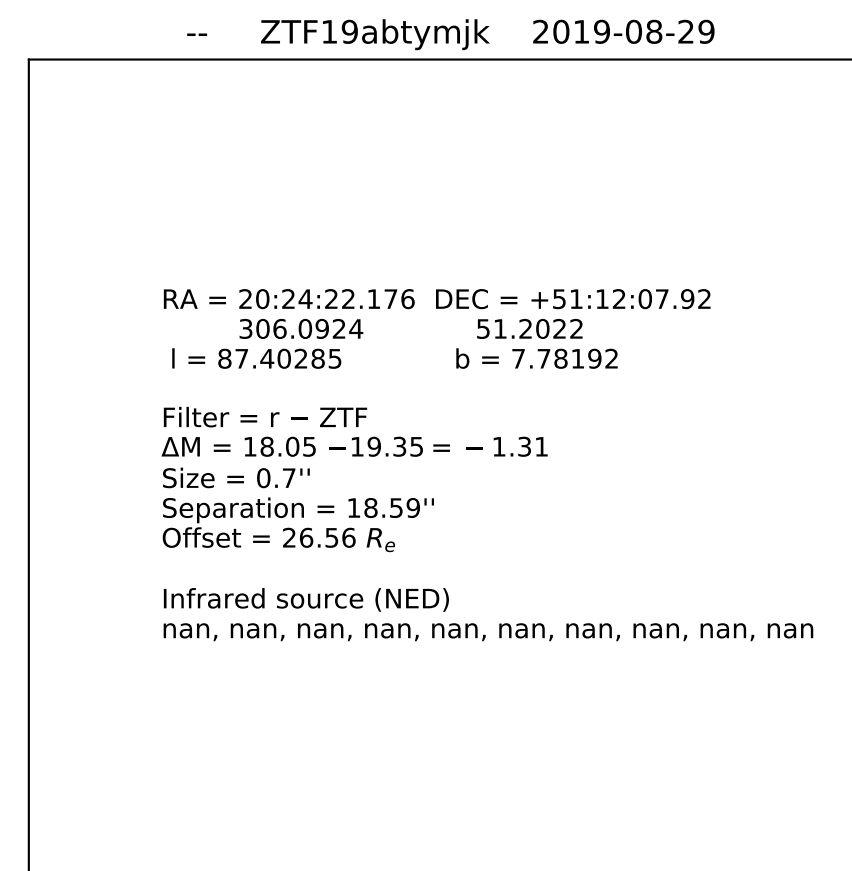 -- ZTF19abtymjk 2019-08-29
RA = 20:24:22.176 DEC = +51:12:07.92
306.0924 51.2022
l = 87.40285 b = 7.78192
Filter = r − ZTF
ΔM = 18.05 −19.35 = − 1.31
Size = 0.7''
Separation = 18.59''
Offset = 26.56 Re
Infrared source (NED)
nan, nan, nan, nan, nan, nan, nan, nan, nan, nan